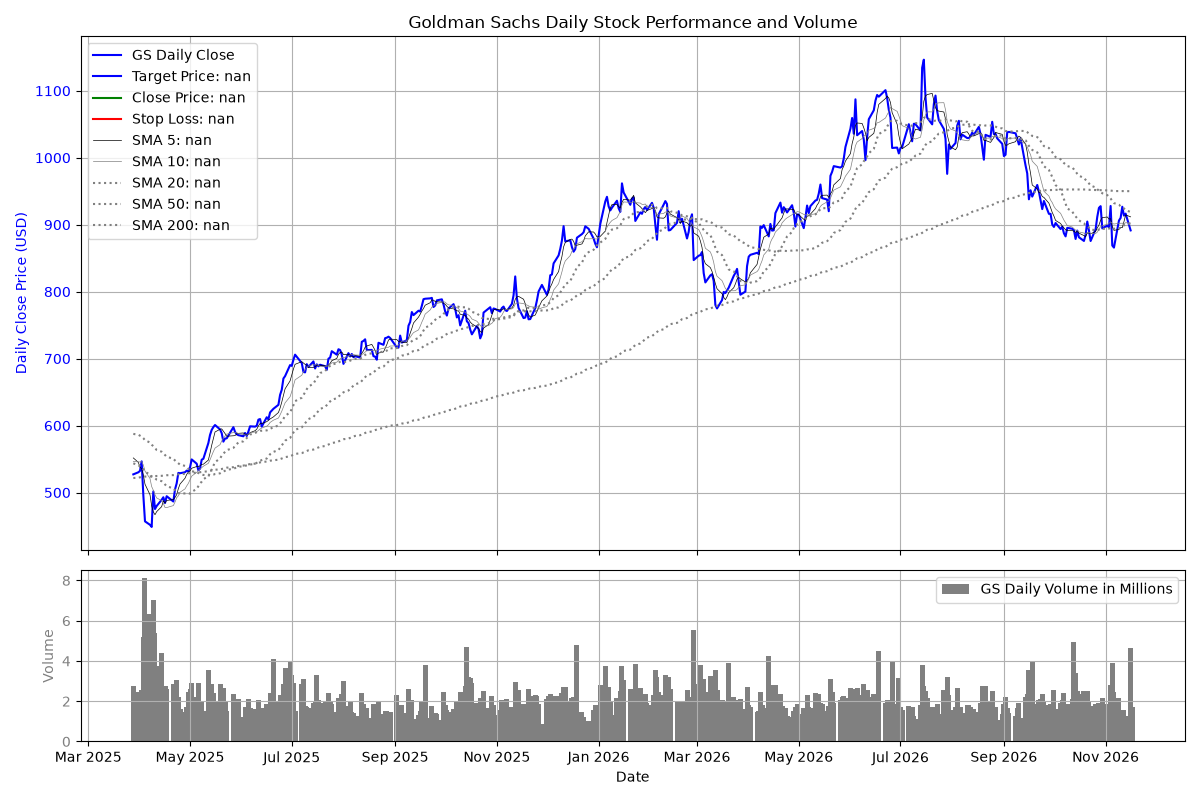 Goldman Sachs Daily Stock Performance and Volume
GS Daily Close
Target Price: nan
Close Price: nan
Stop Loss: nan
SMA 5: nan
SMA 10: nan
SMA 20: nan
SMA 50: nan
SMA 200: nan
Daily Close Price (USD)
1100
1000
900
800
700
600
500
GS Daily Volume in Millions
Volume
8
6
4
2
0
Mar 2025 May 2025 Jul 2025 Sep 2025 Nov 2025 Jan 2026 Mar 2026 May 2026 Jul 2026 Sep 2026 Nov 2026
Date